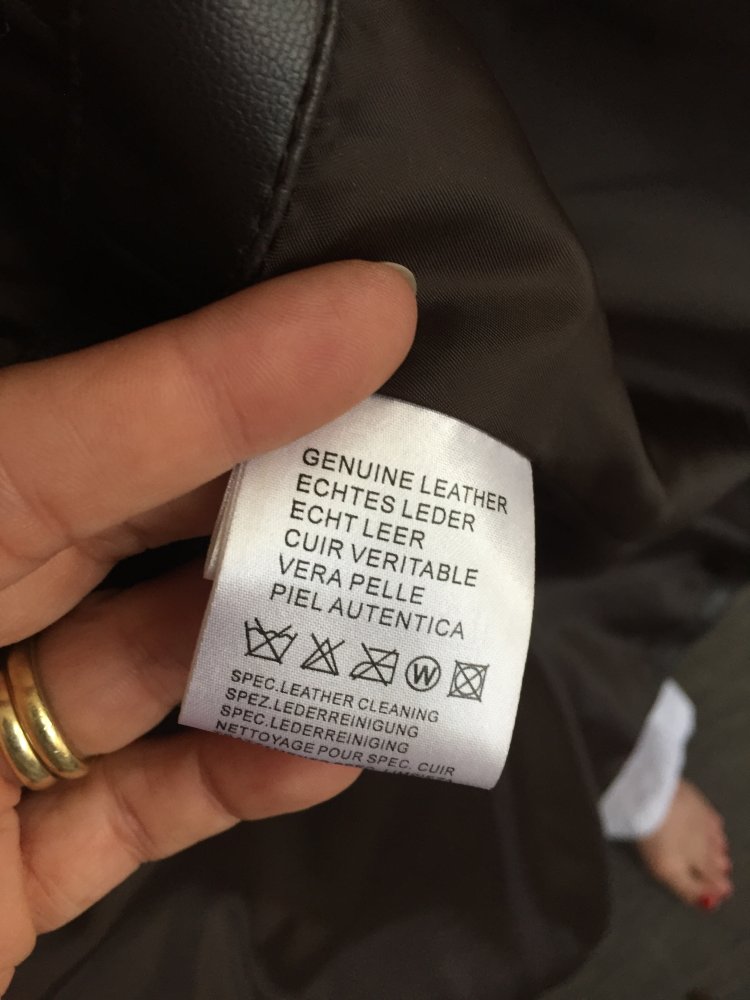 GENUINE LEATHER
ECHTES LEDER
ECHT LEER
CUIR VERITABLE
VERA PELLE
PIEL AUTENTICA
W
SPEC.LEATHER CLEANING
SPEZ.LEDERREINIGUNG
SPEC.LEDERREINIGING
NETTOYAGE POUR SPEC. CUIR